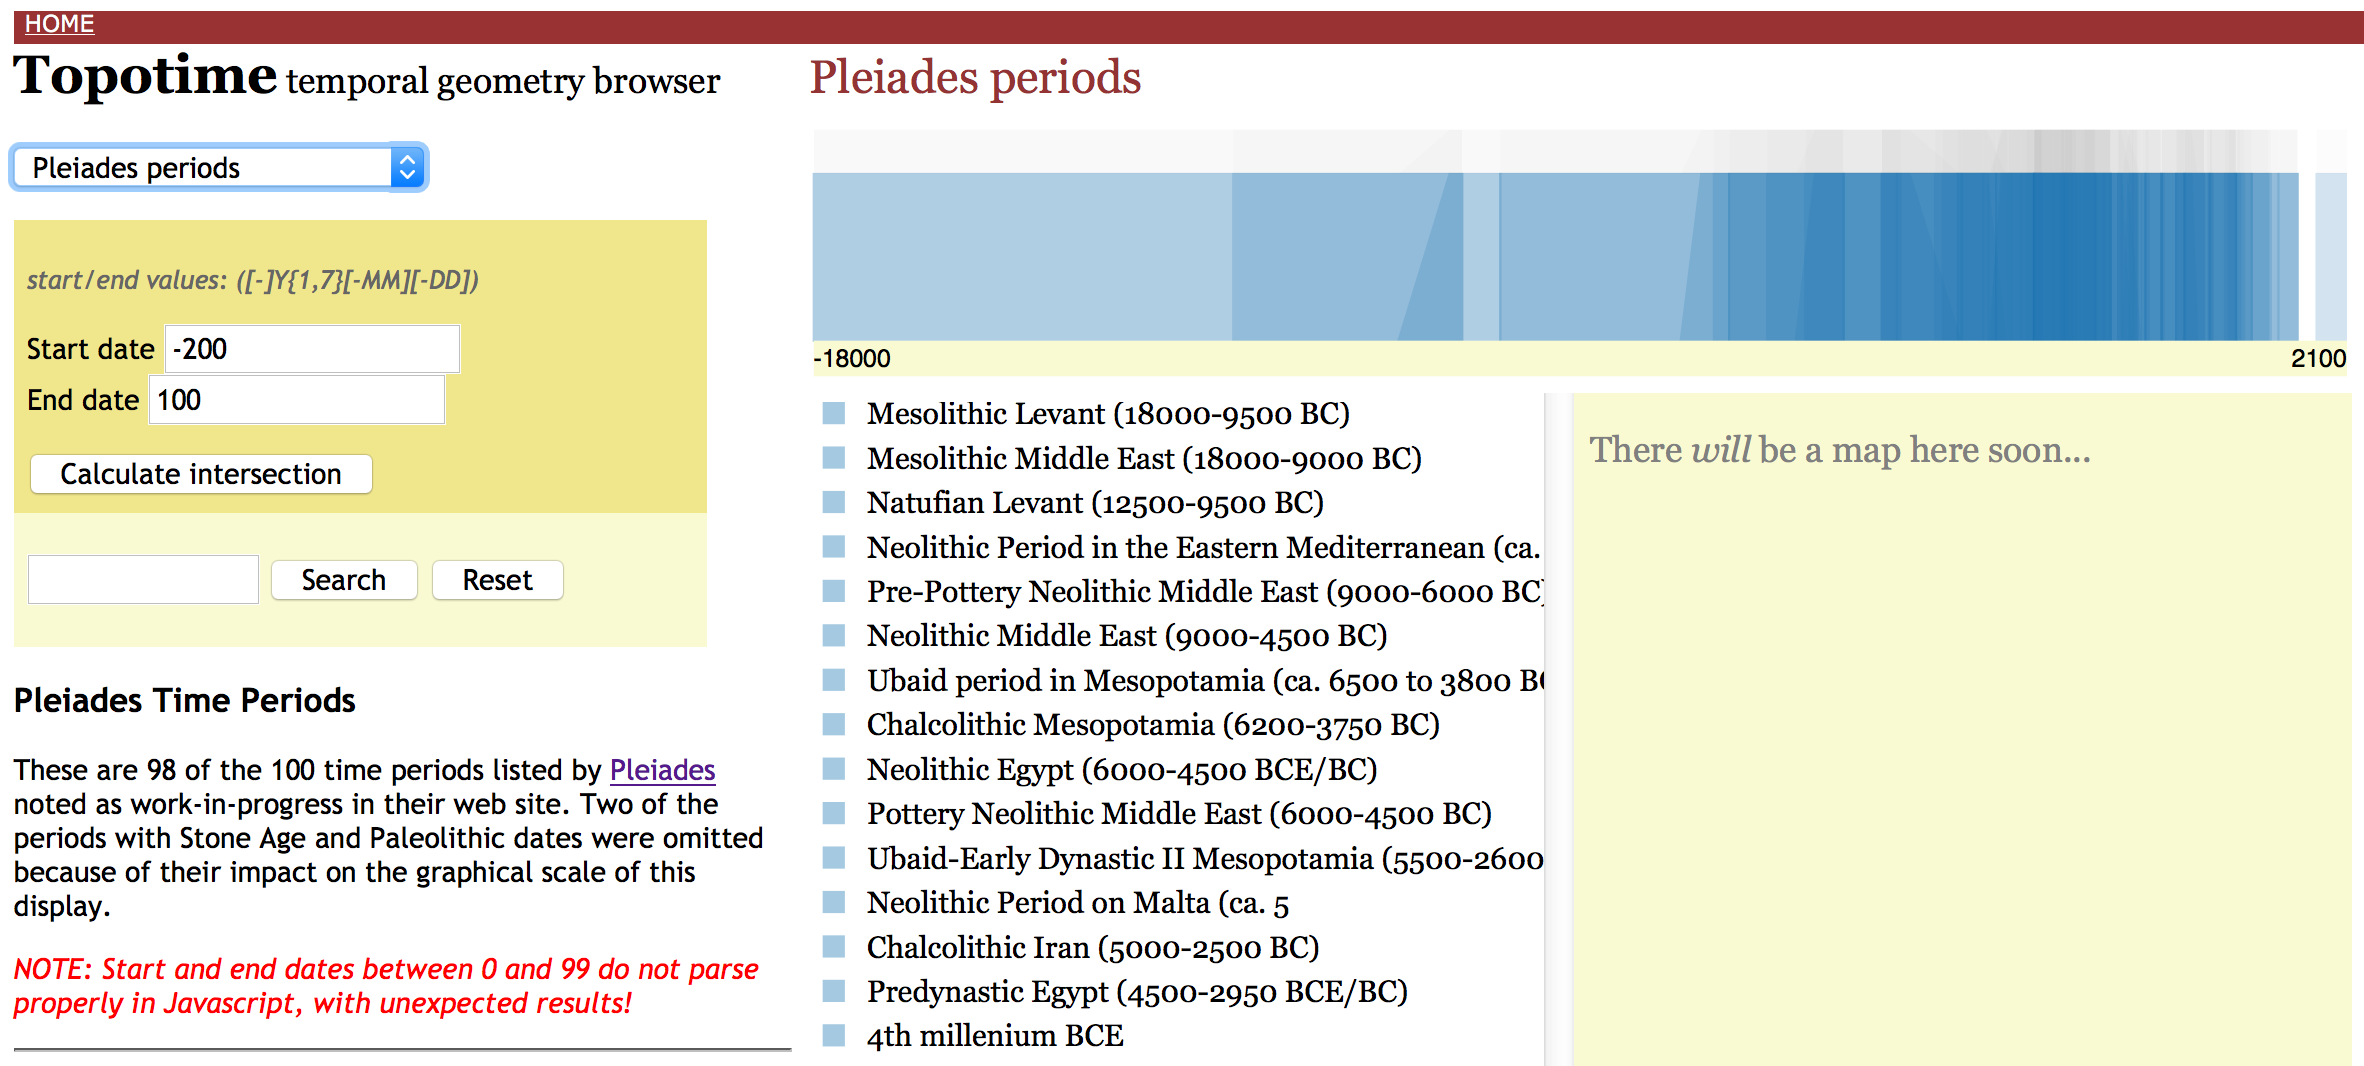 HOME
Topotime temporal geometry browser
Pleiades periods
start/end values: ([-]Y{1,7}[-MM][-DD])
Start date -200
End date 100
Calculate intersection
Search Reset
Pleiades Time Periods
These are 98 of the 100 time periods listed by Pleiades
noted as work-in-progress in their web site. Two of the
periods with Stone Age and Paleolithic dates were omitted
because of their impact on the graphical scale of this
display.
NOTE: Start and end dates between 0 and 99 do not parse
properly in Javascript, with unexpected results!
Pleiades periods
-18000 2100
Mesolithic Levant (18000-9500 BC)
Mesolithic Middle East (18000-9000 BC)
Natufian Levant (12500-9500 BC)
Neolithic Period in the Eastern Mediterranean (ca.
Pre-Pottery Neolithic Middle East (9000-6000 BC)
Neolithic Middle East (9000-4500 BC)
Ubaid period in Mesopotamia (ca. 6500 to 3800 BC
Chalcolithic Mesopotamia (6200-3750 BC)
Neolithic Egypt (6000-4500 BCE/BC)
Pottery Neolithic Middle East (6000-4500 BC)
Ubaid-Early Dynastic II Mesopotamia (5500-2600
Neolithic Period on Malta (ca. 5
Chalcolithic Iran (5000-2500 BC)
Predynastic Egypt (4500-2950 BCE/BC)
4th millenium BCE
There will be a map here soon...